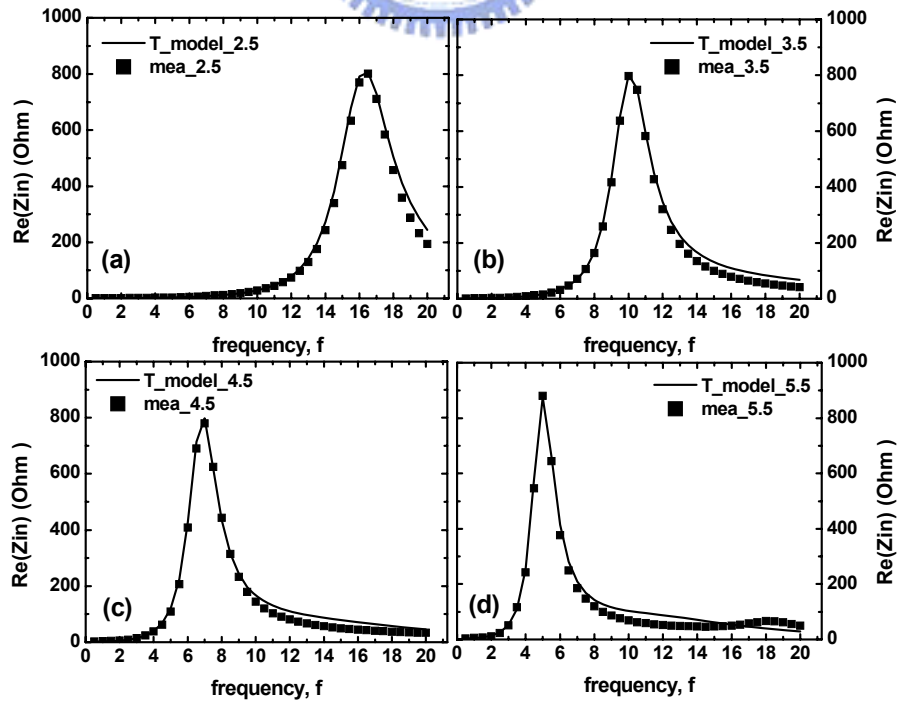 T_model_2.5
mea_2.5
(a)
Re(Zin) (Ohm )
1000
800
600
400
200
0
0 2 4 6 8 10 12 14 16 18 20
frequency, f
T_model_3.5
mea_3.5
(b)
Re(Zin) (Ohm )
1000
800
600
400
200
0
0 2 4 6 8 10 12 14 16 18 20
frequency, f
T_model_4.5
mea_4.5
(c)
Re(Zin) (Ohm )
1000
800
600
400
200
0
0 2 4 6 8 10 12 14 16 18 20
frequency, f
T_model_5.5
mea_5.5
(d)
Re(Zin) (Ohm )
1000
800
600
400
200
0
0 2 4 6 8 10 12 14 16 18 20
frequency, f